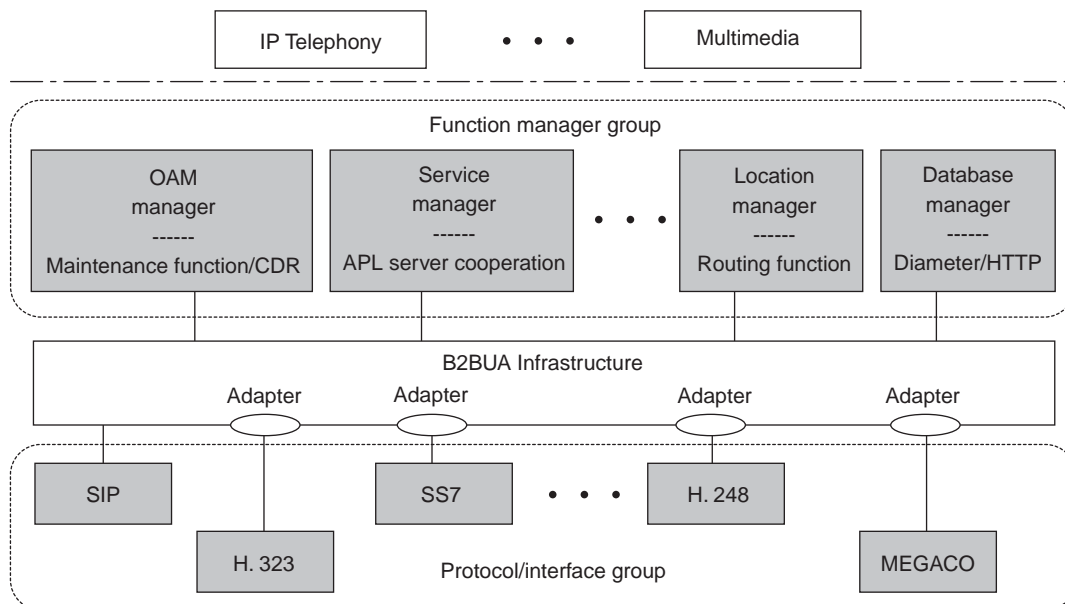 IP Telephony
• • •
Multimedia
Function manager group
OAM
manager
------
Maintenance function/CDR
Service
manager
------
APL server cooperation
• • •
Location
manager
------
Routing function
Database
manager
------
Diameter/HTTP
B2BUA Infrastructure
Adapter
Adapter
Adapter
Adapter
SIP
SS7
• • •
H. 248
H. 323
MEGACO
Protocol/interface group